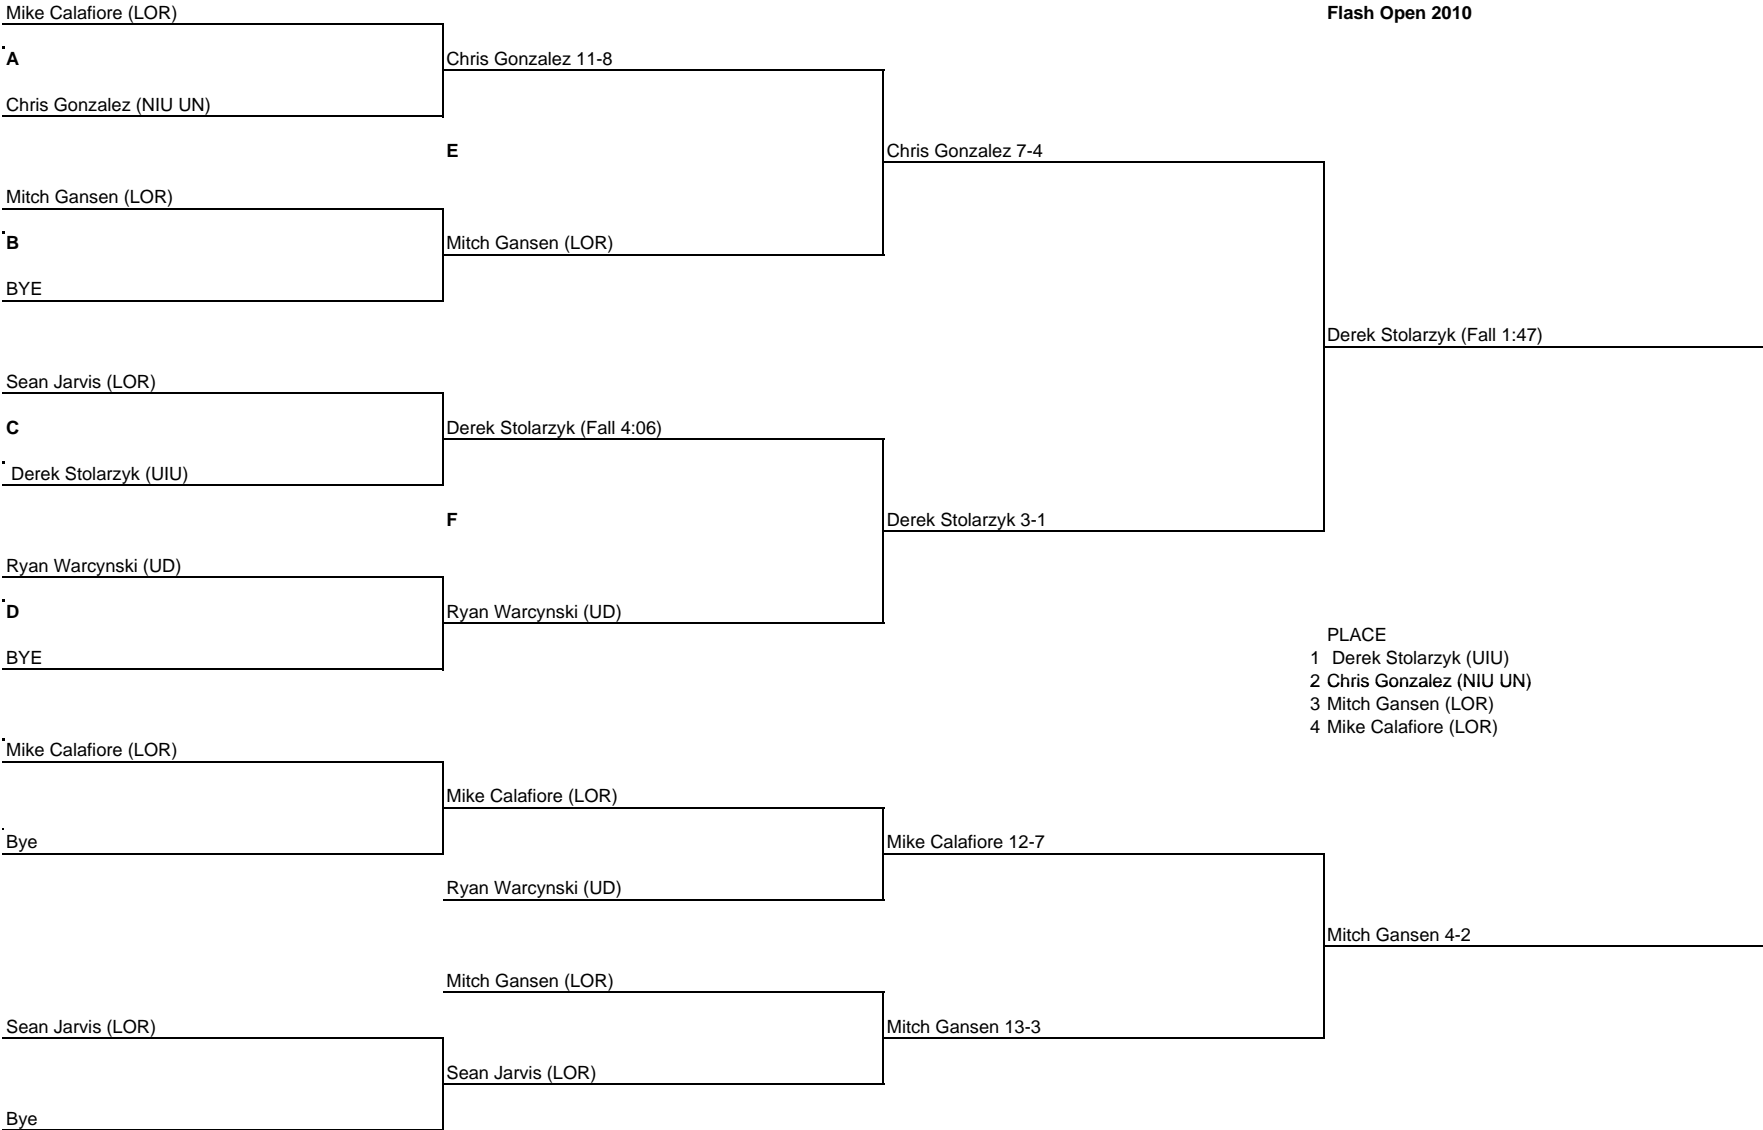 Mike Calafiore (LOR)
Flash Open 2010
A
Chris Gonzalez 11-8
Chris Gonzalez (NIU UN)
E
Chris Gonzalez 7-4
Mitch Gansen (LOR)
B
Mitch Gansen (LOR)
BYE
Derek Stolarzyk (Fall 1:47)
Sean Jarvis (LOR)
C
Derek Stolarzyk (Fall 4:06)
Derek Stolarzyk (UIU)
F
Derek Stolarzyk 3-1
Ryan Warcynski (UD)
D
Ryan Warcynski (UD)
BYE
PLACE
1 Derek Stolarzyk (UIU)
2 Chris Gonzalez (NIU UN)
3 Mitch Gansen (LOR)
4 Mike Calafiore (LOR)
Mike Calafiore (LOR)
Mike Calafiore (LOR)
Bye
Mike Calafiore 12-7
Ryan Warcynski (UD)
Mitch Gansen 4-2
Mitch Gansen (LOR)
Sean Jarvis (LOR)
Mitch Gansen 13-3
Sean Jarvis (LOR)
Bye